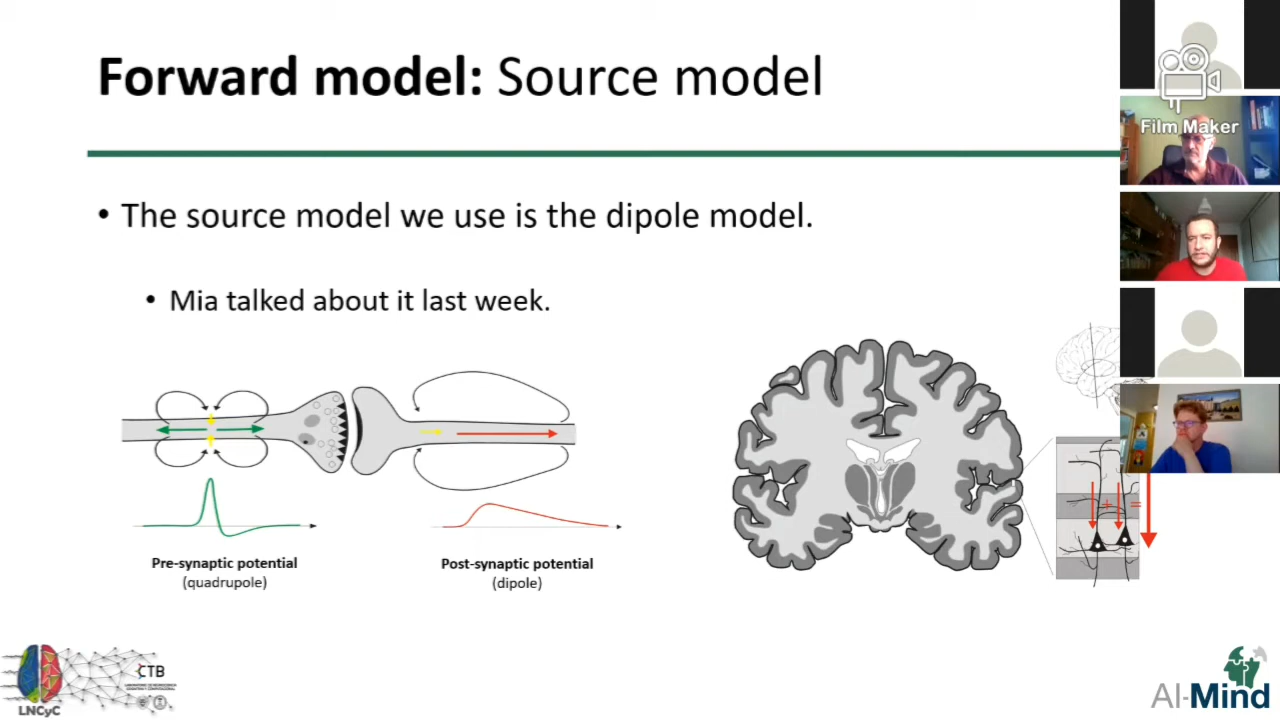 Forward model: Source model
Film Maker
• The source model we use is the dipole model.
• Mia talked about it last week.
+ =
Pre-synaptic potential
(quadrupole)
Post-synaptic potential
(dipole)
LNCyC
CTB
AI-Mind